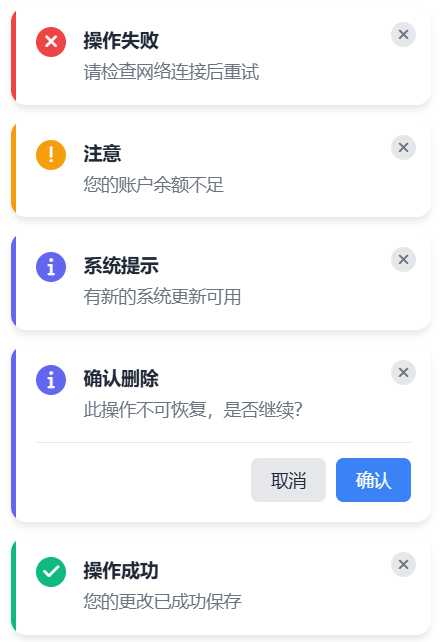 操作失败
请检查网络连接后重试
注意
您的账户余额不足
系统提示
有新的系统更新可用
确认删除
此操作不可恢复，是否继续？
取消 确认
操作成功
您的更改已成功保存